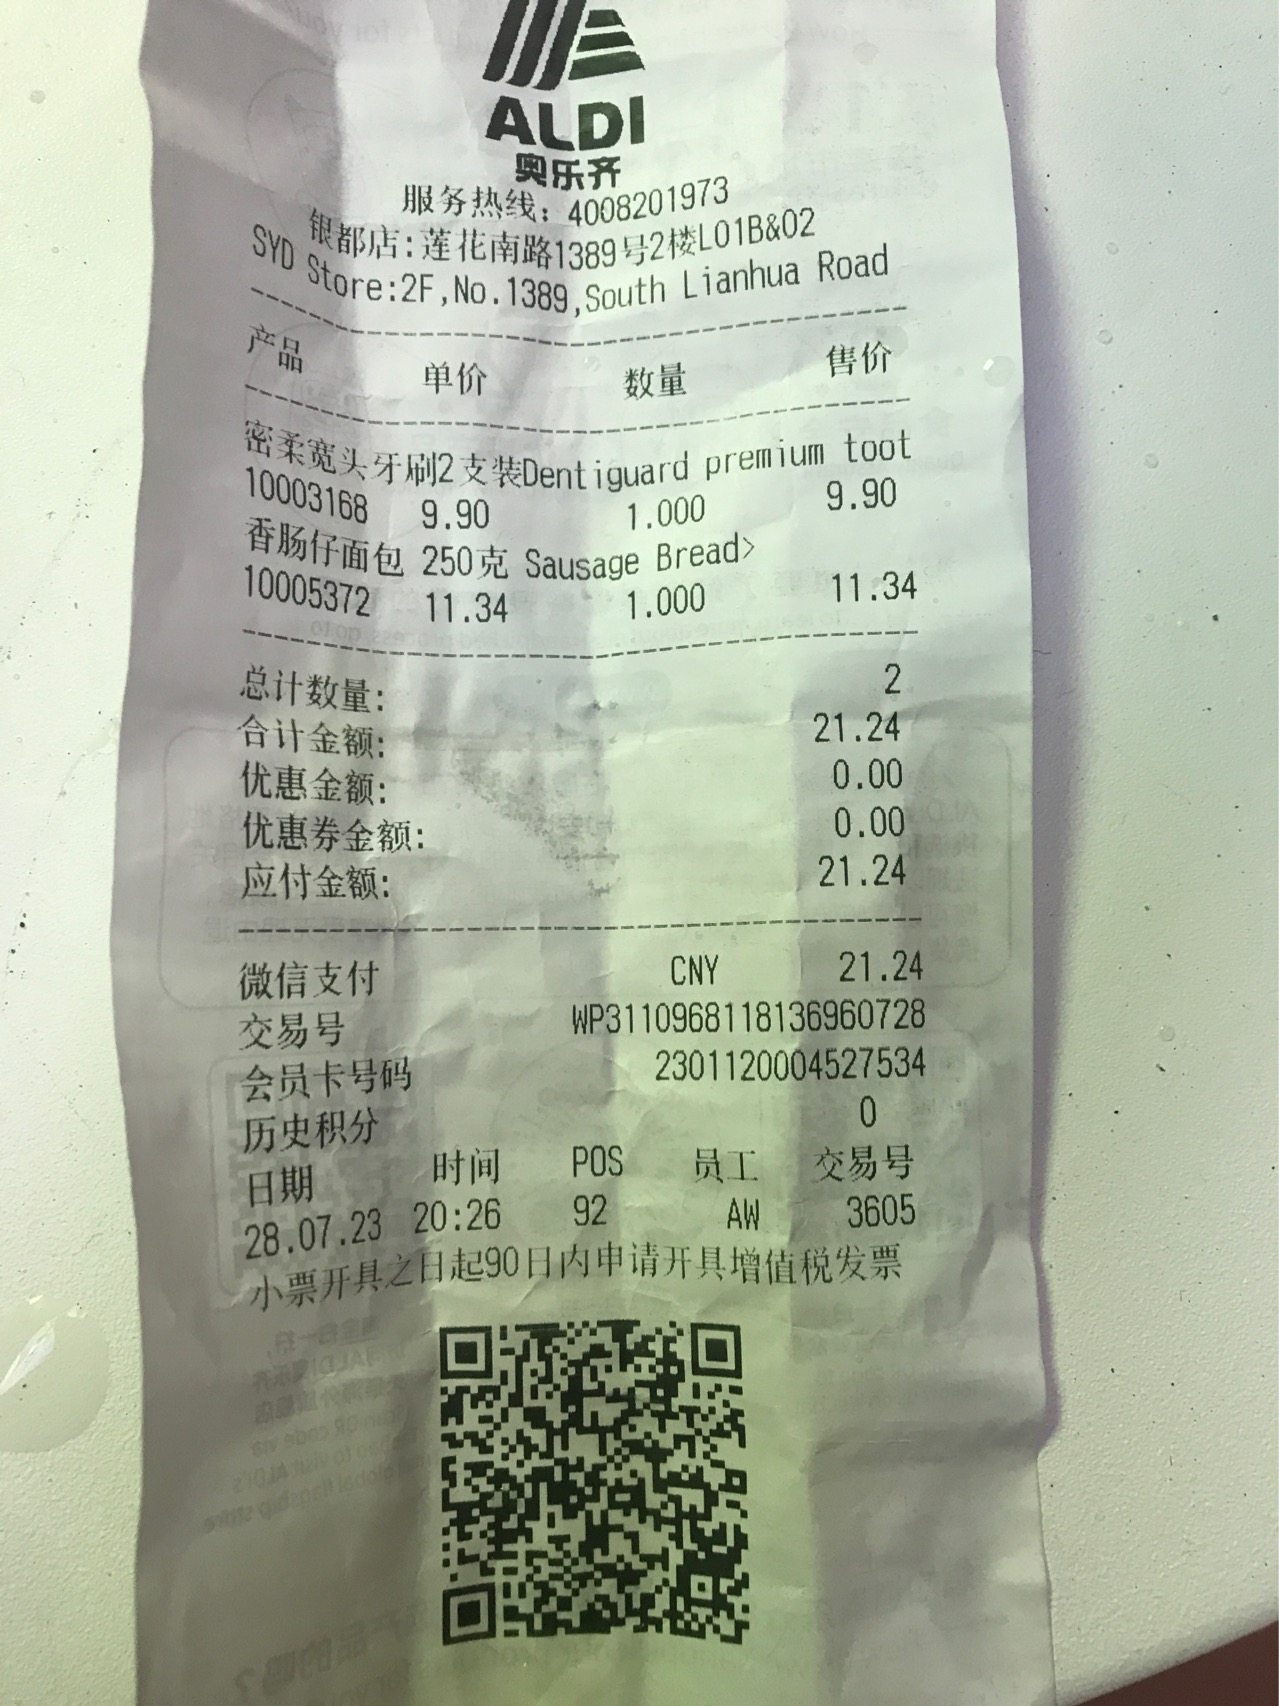 ALDI
奥乐齐
服务热线: 4008201973
银都店:莲花南路1389号2楼L01B&02
SYD Store:2F,No.1389,South Lianhua Road
产品 单价 数量 售价
密柔宽头牙刷2支装Dentiguard premium toot
10003168 9.90 1.000 9.90
香肠仔面包 250克 Sausage Bread>
10005372 11.34 1.000 11.34
总计数量: 2
合计金额: 21.24
优惠金额: 0.00
优惠券金额: 0.00
应付金额: 21.24
微信支付 CNY 21.24
交易号 WP3110968118136960728
会员卡号码 2301120004527534
历史积分 0
日期 时间 POS 员工 交易号
28.07.23 20:26 92 AW 3605
小票开具之日起90日内申请开具增值税发票